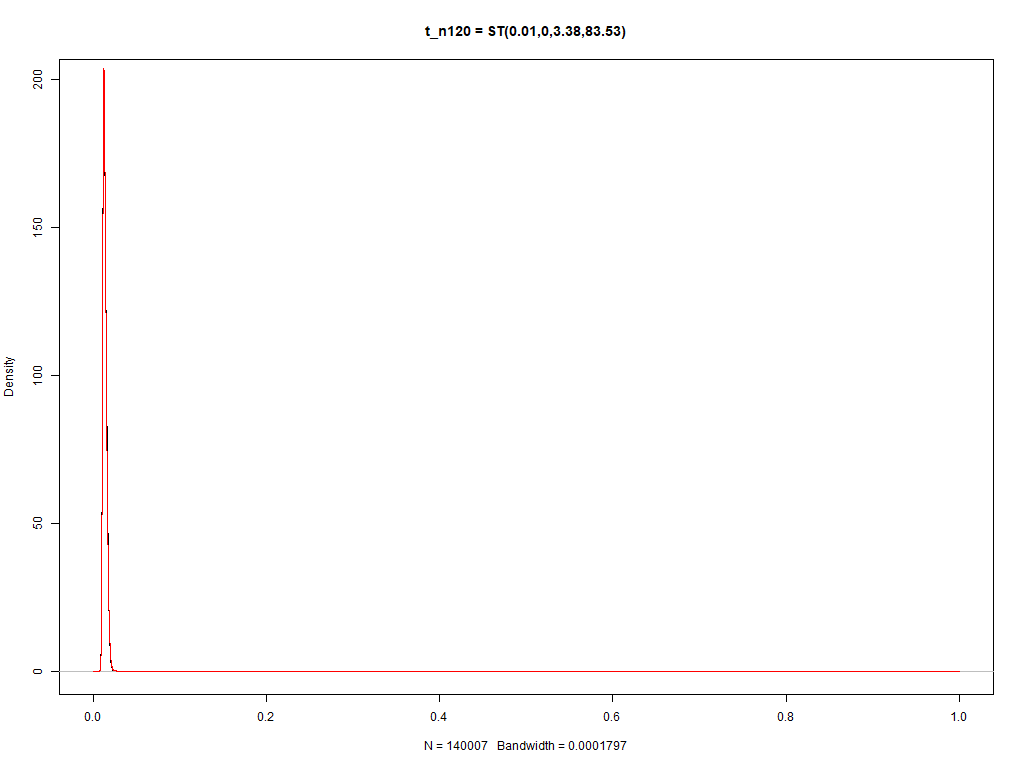 t_n120 = ST(0.01,0,3.38,83.53)
Density
200
150
100
50
0
0.0 0.2 0.4 0.6 0.8 1.0
N = 140007 Bandwidth = 0.0001797